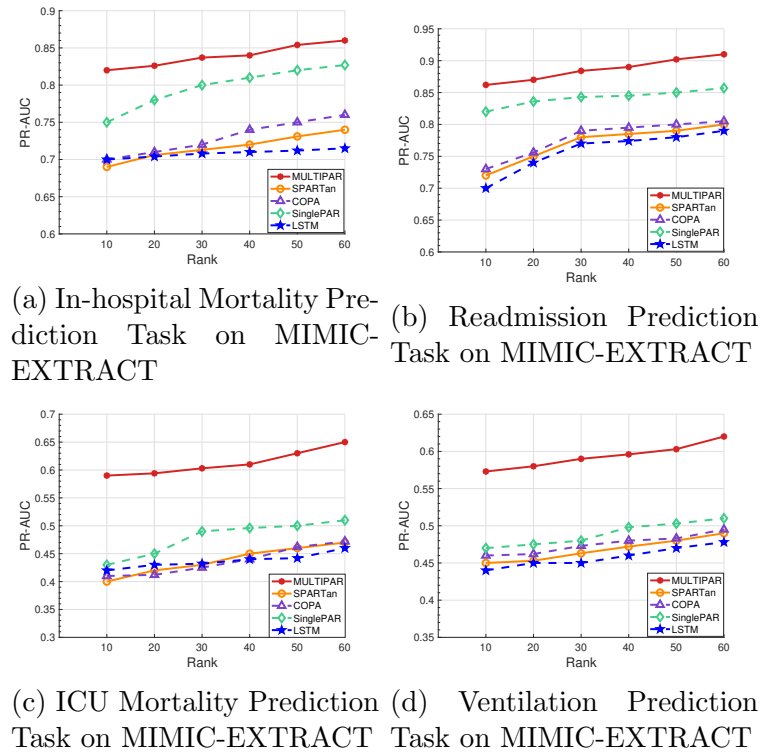 0.9
0.85
0.8
0.75
0.7
0.65
0.6
PR-AUC
10 20 30 40 50 60
Rank
MULTIPAR
SPARTan
COPA
SinglePAR
LSTM
(a) In-hospital Mortality Pre-
diction Task on MIMIC-
EXTRACT
0.95
0.9
0.85
0.8
0.75
0.7
0.65
0.6
PR-AUC
10 20 30 40 50 60
Rank
MULTIPAR
SPARTan
COPA
SinglePAR
LSTM
(b) Readmission Prediction
Task on MIMIC-EXTRACT
0.7
0.65
0.6
0.55
0.5
0.45
0.4
0.35
0.3
PR-AUC
10 20 30 40 50 60
Rank
MULTIPAR
SPARTan
COPA
SinglePAR
LSTM
(c) ICU Mortality Prediction
Task on MIMIC-EXTRACT
0.65
0.6
0.55
0.5
0.45
0.4
0.35
PR-AUC
10 20 30 40 50 60
Rank
MULTIPAR
SPARTan
COPA
SinglePAR
LSTM
(d) Ventilation Prediction
Task on MIMIC-EXTRACT